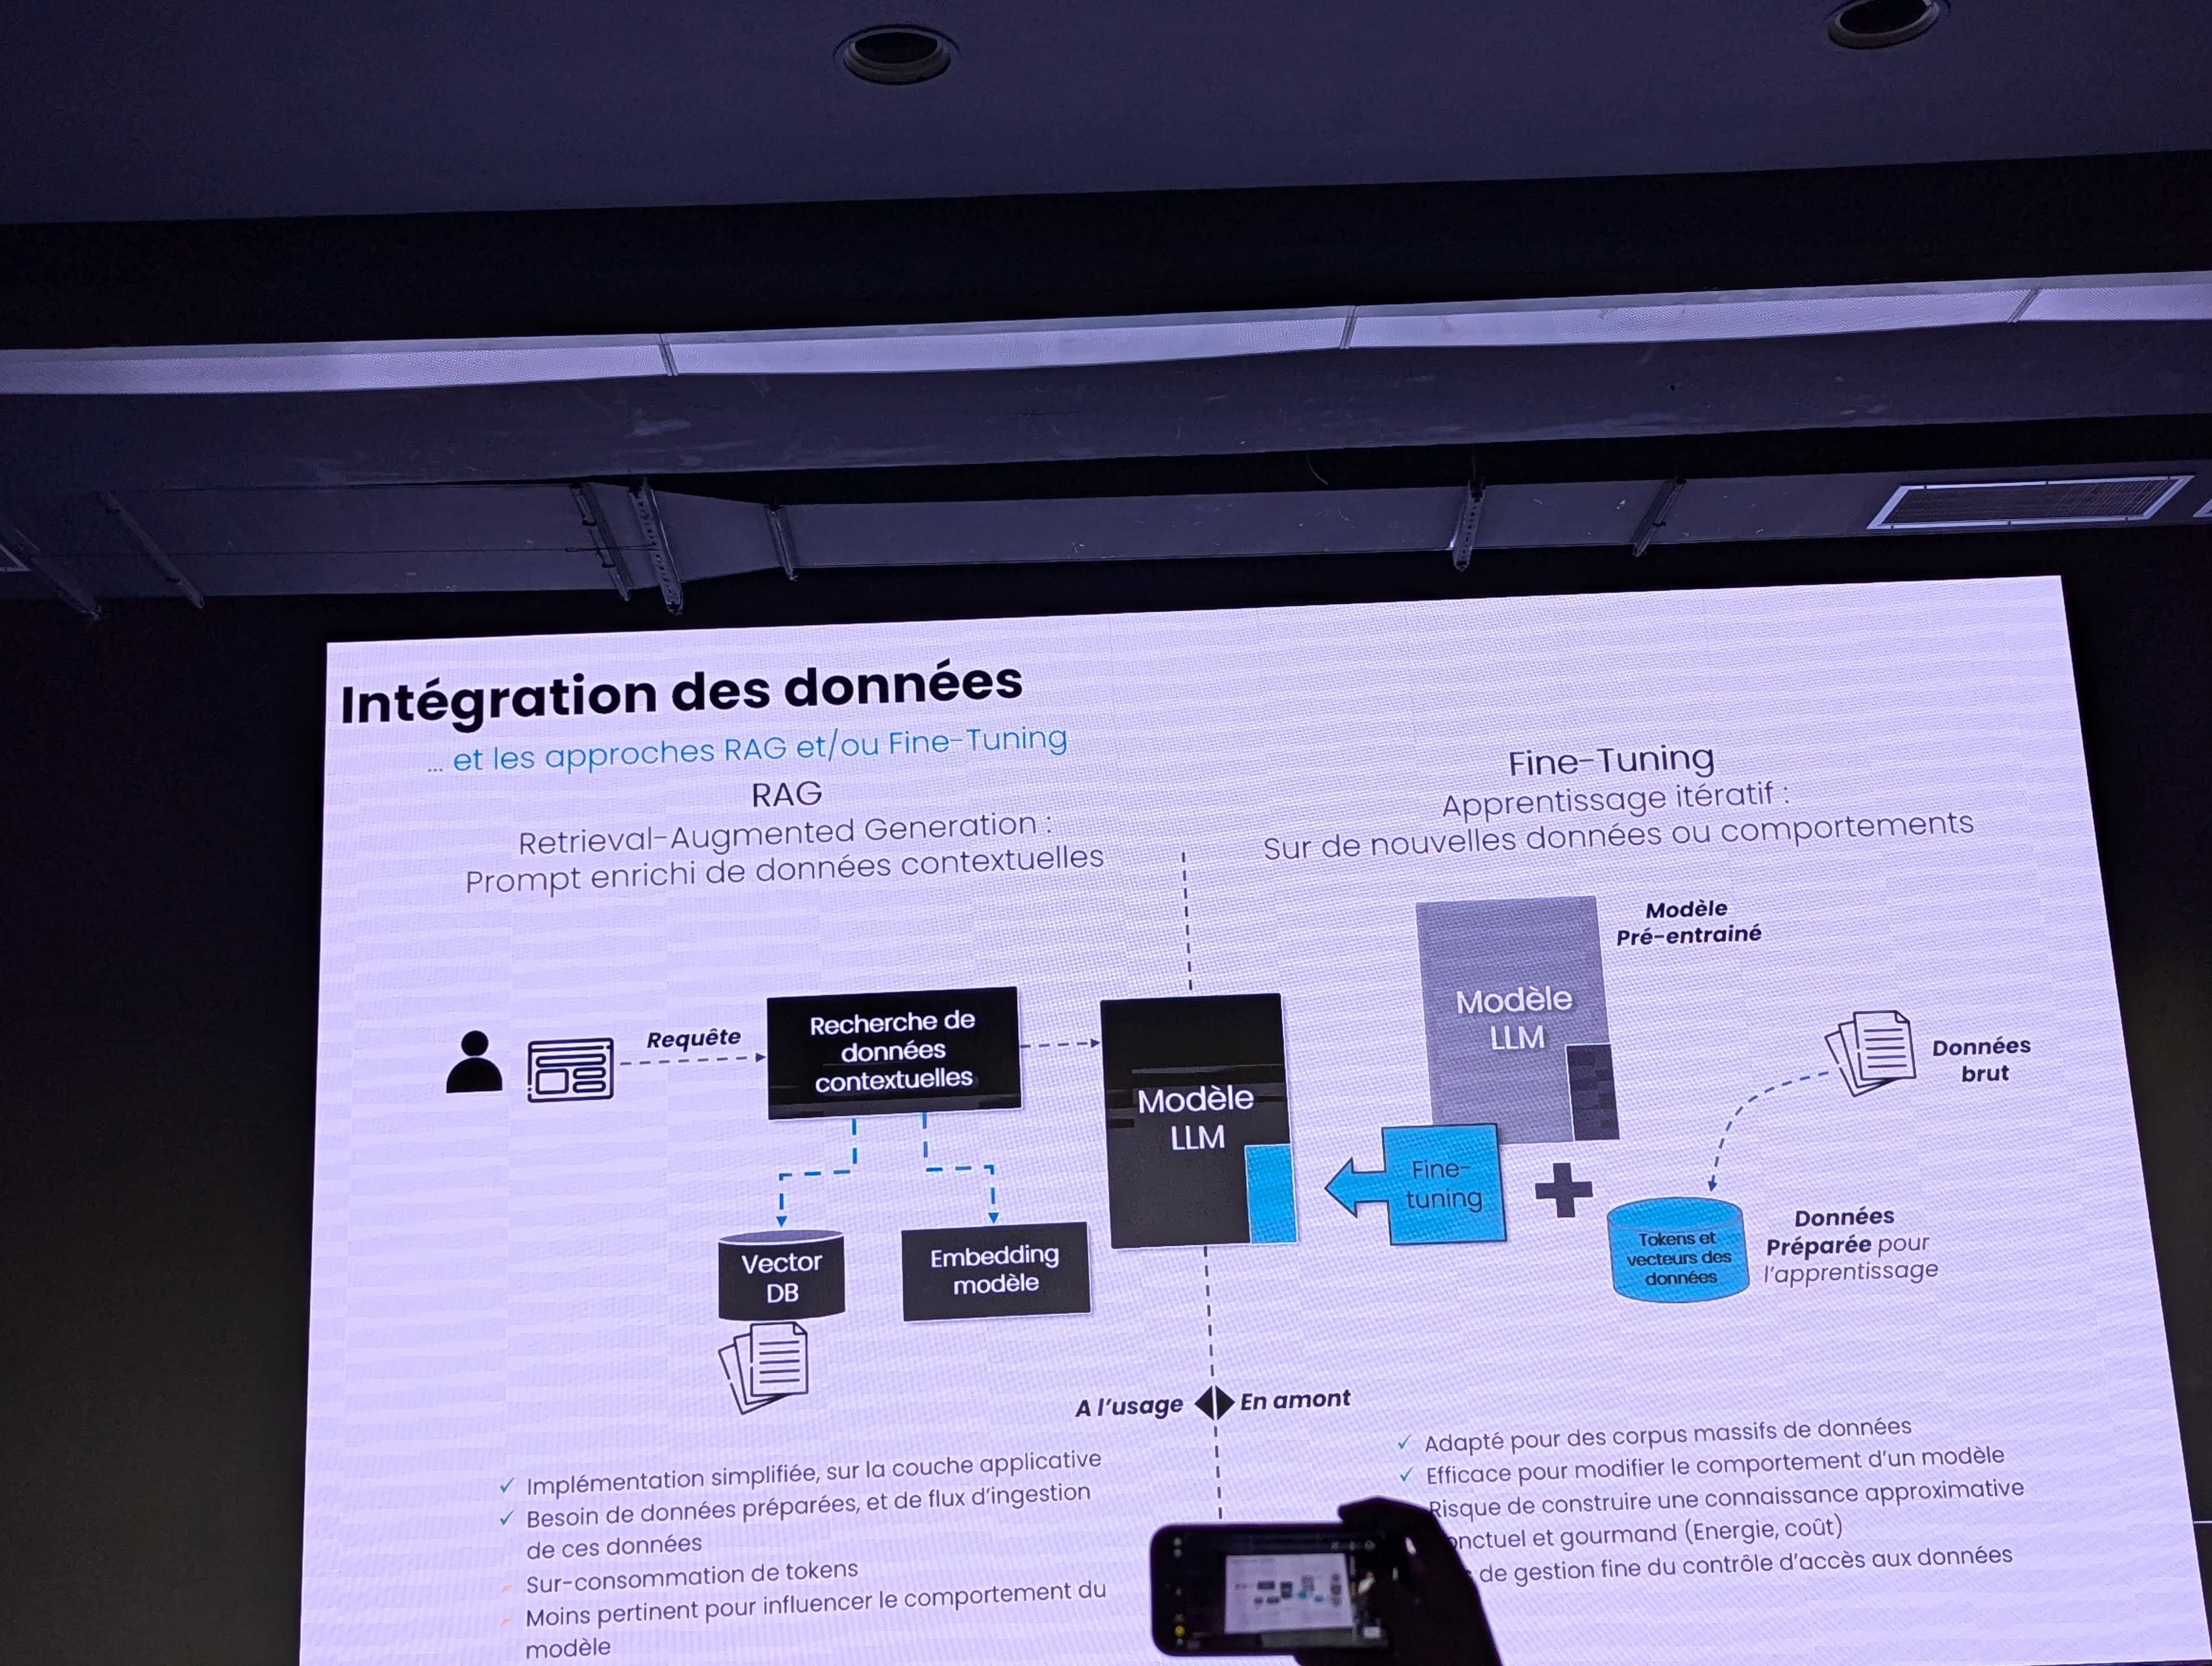 Intégration des données
... et les approches RAG et/ou Fine-Tuning
RAG
Retrieval-Augmented Generation :
Prompt enrichi de données contextuelles
Requête
Recherche de
données
contextuelles
Vector
DB
Embedding
modèle
Modèle
LLM
A l'usage
En amont
Implémentation simplifiée, sur la couche applicative
Besoin de données préparées, et de flux d'ingestion
de ces données
Sur-consommation de tokens
Moins pertinent pour influencer le comportement du
modèle
Fine-Tuning
Apprentissage itératif :
Sur de nouvelles données ou comportements
Modèle
Pré-entrainé
Modèle
LLM
Données
brut
Fine-
tuning
Tokens et
vecteurs des
données
Données
Préparée pour
l'apprentissage
Adapté pour des corpus massifs de données
Efficace pour modifier le comportement d'un modèle
Risque de construire une connaissance approximative
et gourmand (Energie, coût)
de gestion fine du contrôle d'accès aux données